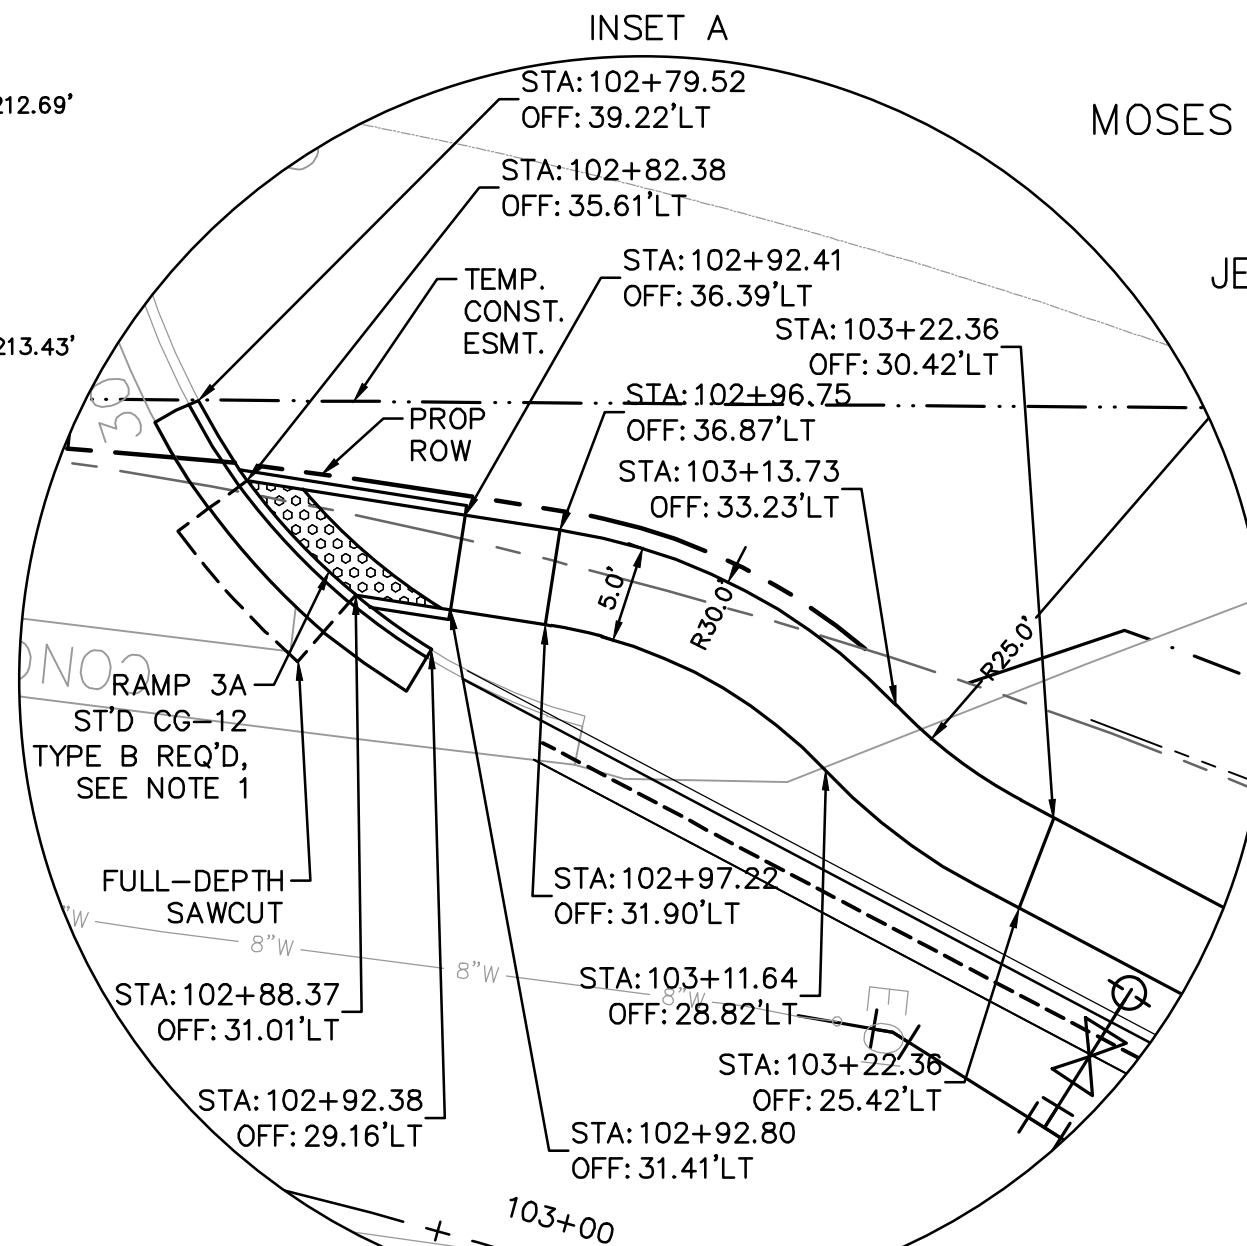 INSET A
212.69'
MOSES
STA: 102+79.52
OFF: 39.22'LT
STA: 102+82.38
OFF: 35.61'LT
STA: 102+92.41
OFF: 36.39'LT
JE
TEMP.
CONST.
ESMT.
STA: 103+22.36
OFF: 30.42'LT
213.43'
30
PROP
ROW
STA: 102+96.75
OFF: 36.87'LT
STA: 103+13.73
OFF: 33.23'LT
5.0'
R30.0'
R25.0'
CONC
RAMP 3A
ST'D CG-12
TYPE B REQ'D,
SEE NOTE 1
FULL-DEPTH
SAWCUT
STA: 102+97.22
OFF: 31.90'LT
"W
8"W
8"W
8"W
STA: 103+11.64
OFF: 28.82'LT
STA: 102+88.37
OFF: 31.01'LT
STA: 103+22.36
OFF: 25.42'LT
STA: 102+92.38
OFF: 29.16'LT
STA: 102+92.80
OFF: 31.41'LT
103+00